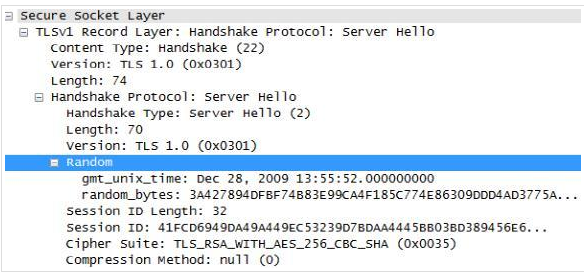 Secure Socket Layer
TLSv1 Record Layer: Handshake Protocol: Server Hello
Content Type: Handshake (22)
Version: TLS 1.0 (0x0301)
Length: 74
Handshake Protocol: Server Hello
Handshake Type: Server Hello (2)
Length: 70
Version: TLS 1.0 (0x0301)
Random
gmt_unix_time: Dec 28, 2009 13:55:52.000000000
random_bytes: 3A427894DFBF74B83E99CA4F185C774E86309DDD4AD3775A...
Session ID Length: 32
Session ID: 41FCD6949DA49A449EC53239D7BDAA4445BB03BD389456E6...
Cipher Suite: TLS_RSA_WITH_AES_256_CBC_SHA (0x0035)
Compression Method: null (0)